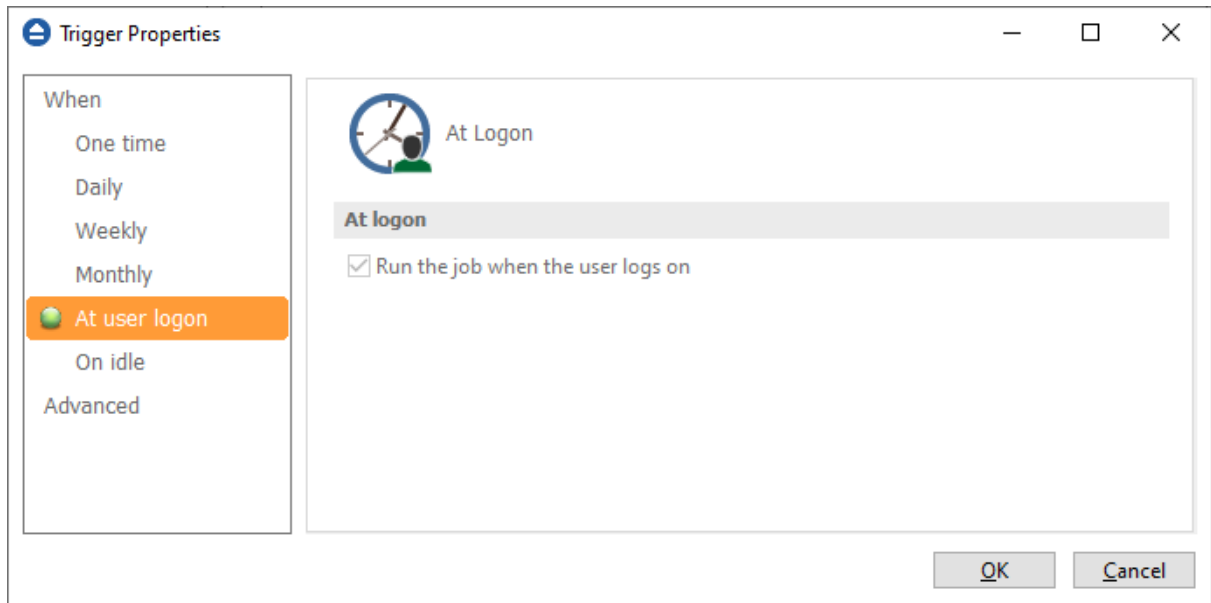 Trigger Properties
When
One time
Daily
Weekly
Monthly
At user logon
On idle
Advanced
At Logon
At logon
Run the job when the user logs on
OK
Cancel